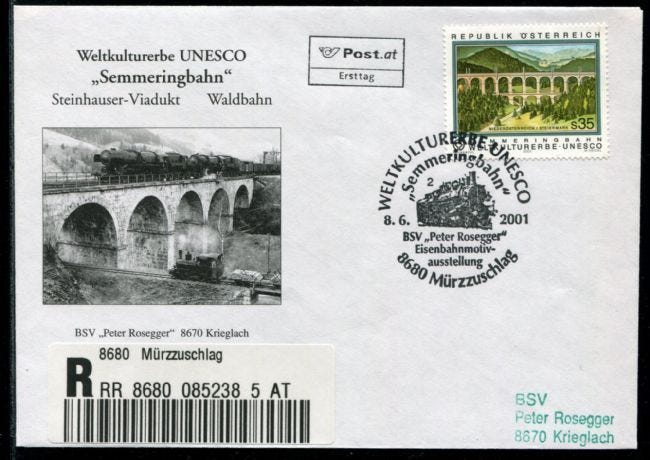 Weltkulturerbe UNESCO
„Semmeringbahn“
Steinhauser-Viadukt Waldbahn
BSV „Peter Rosegger“ 8670 Krieglach
Post.at
Ersttag
REPUBLIK ÖSTERREICH
NIEDERÖSTERREICH / STEIERMARK
S35
SEMMERINGBAHN
WELTKULTURERBE-UNESCO
WELTKULTURERBE UNESCO
„Semmeringbahn“
2
8.6. 2001
BSV „Peter Rosegger“
Eisenbahnmotiv-
ausstellung
8680 Mürzzuschlag
8680 Mürzzuschlag
R RR 8680 085238 5 AT
BSV
Peter Rosegger
8670 Krieglach